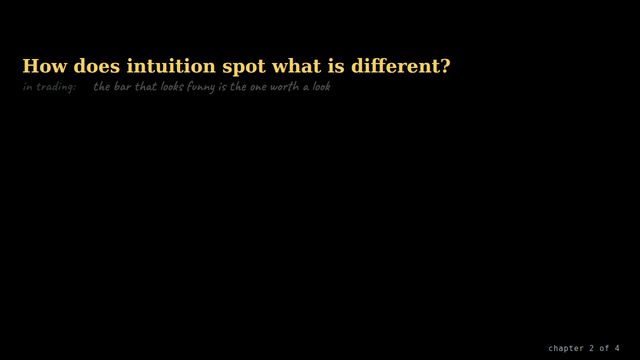 How does intuition spot what is different?
in trading: the bar that looks funny is the one worth a look
chapter 2 of 4